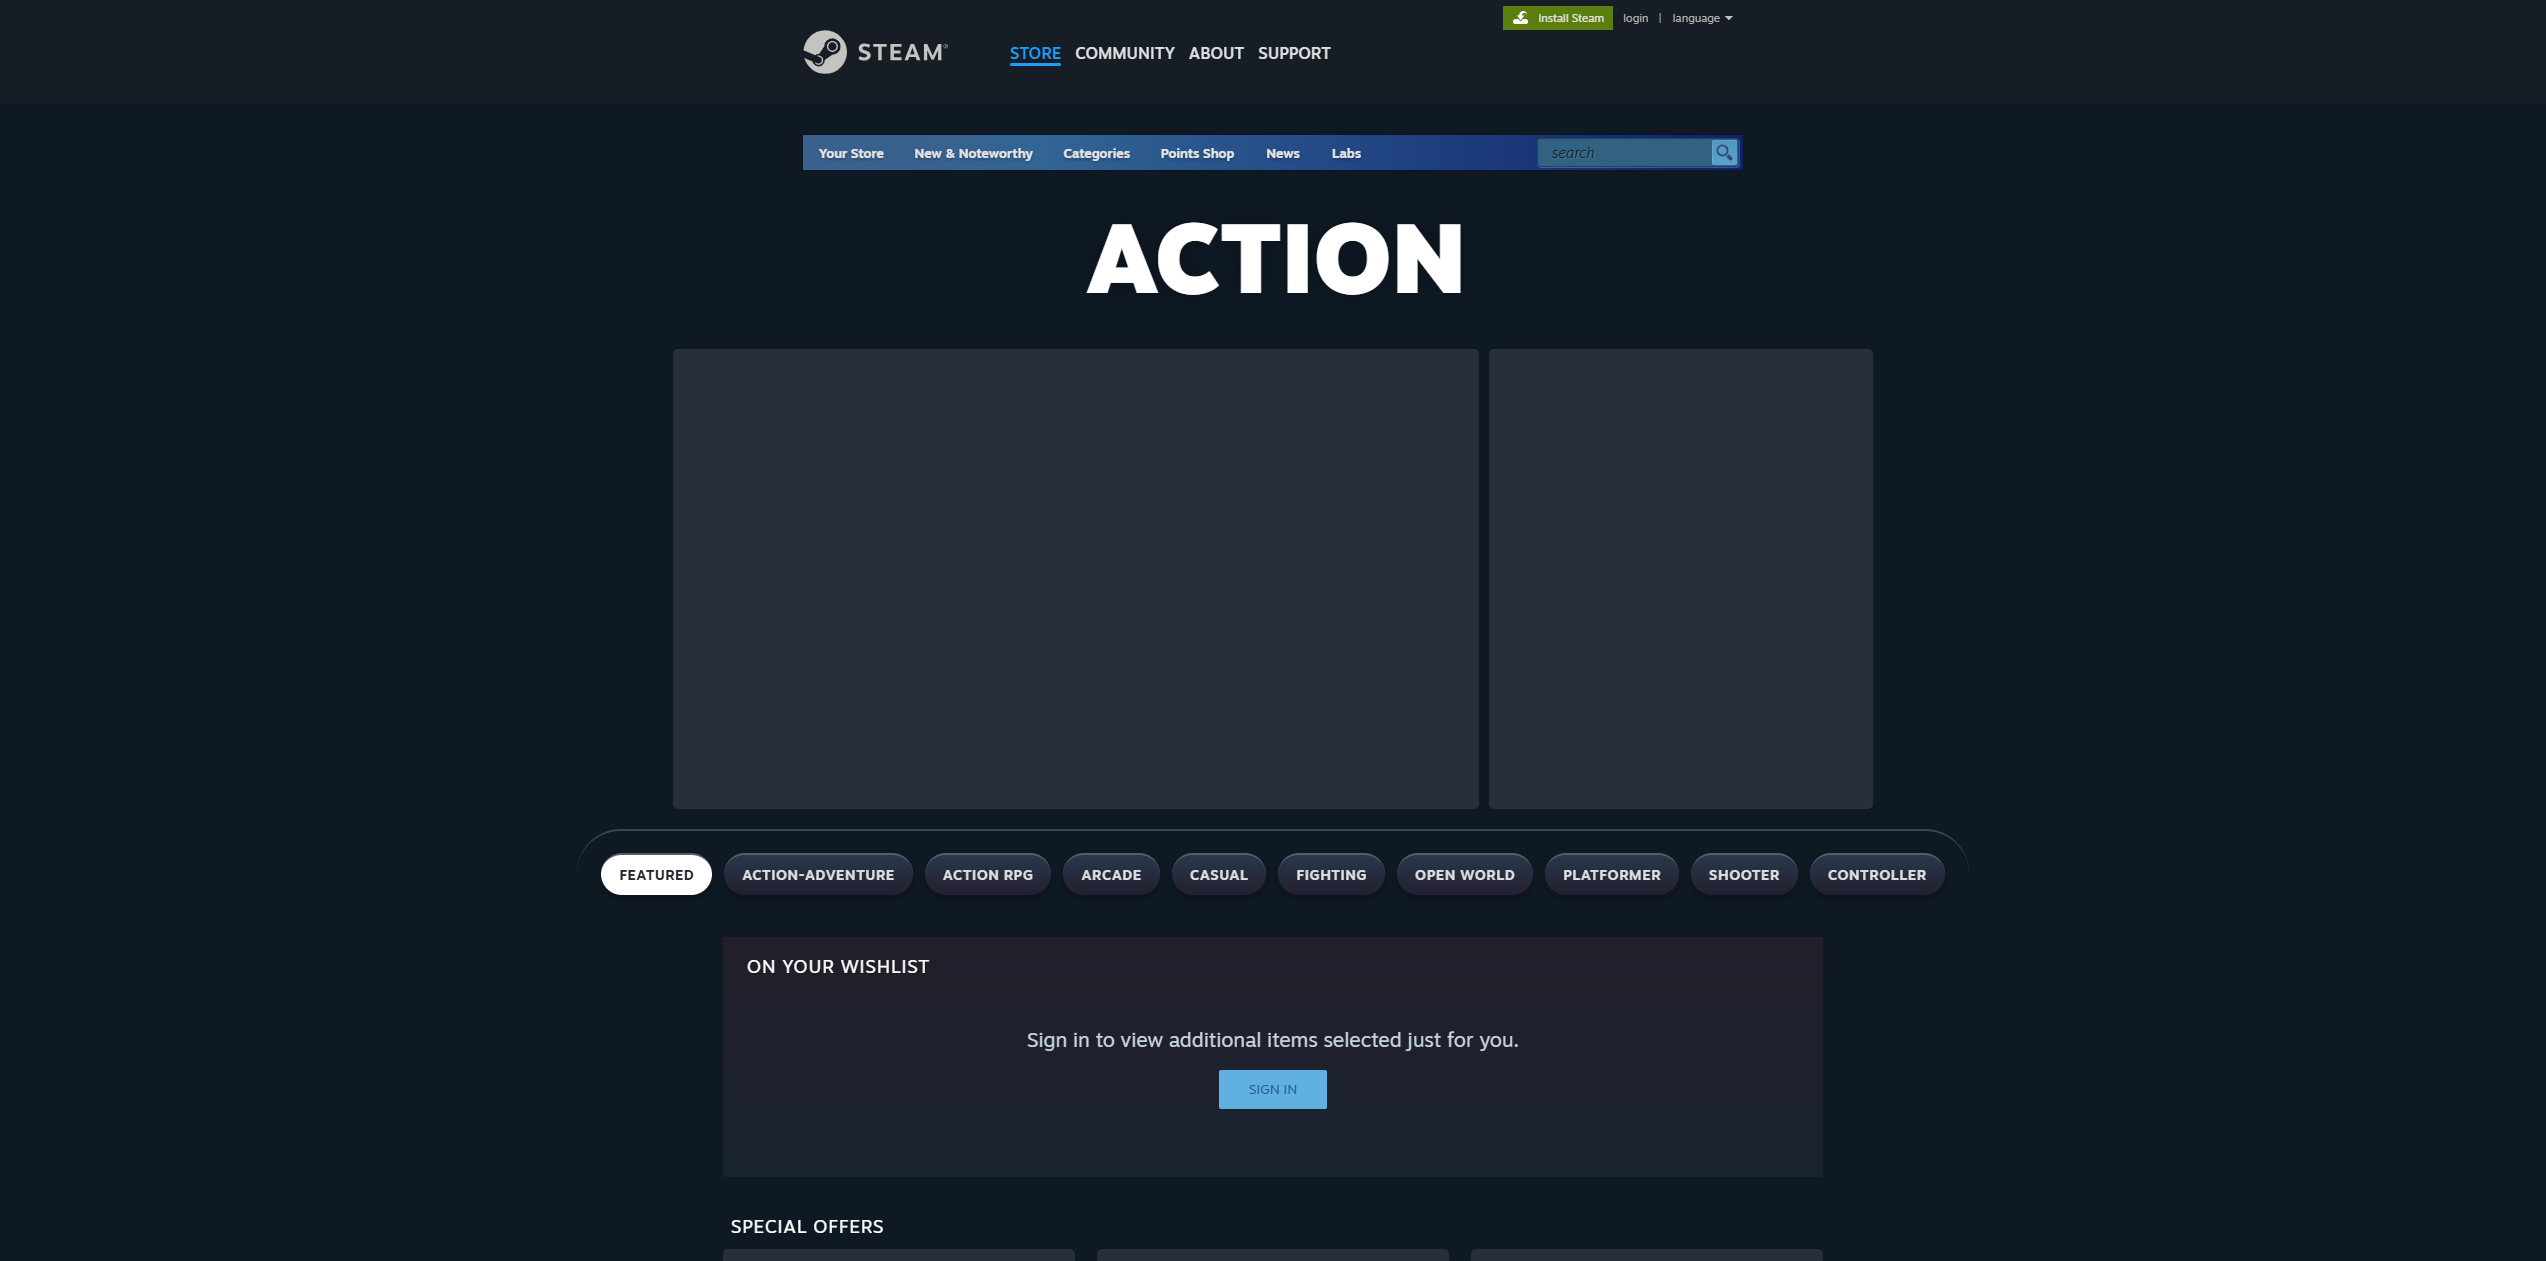 Install Steam login | language
STEAM®
STORE COMMUNITY ABOUT SUPPORT
Your Store New & Noteworthy Categories Points Shop News Labs search
ACTION
FEATURED ACTION-ADVENTURE ACTION RPG ARCADE CASUAL FIGHTING OPEN WORLD PLATFORMER SHOOTER CONTROLLER
ON YOUR WISHLIST
Sign in to view additional items selected just for you.
SIGN IN
SPECIAL OFFERS